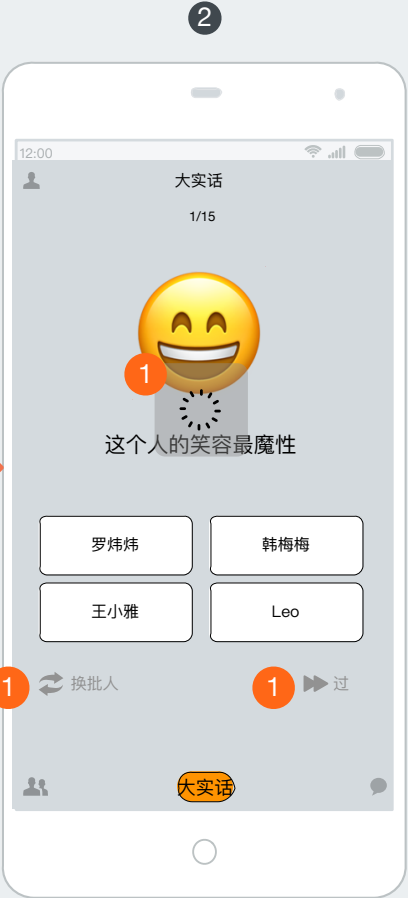 2
12:00
大实话
1/15
1
这个人的笑容最魔性
罗炜炜
韩梅梅
王小雅
Leo
1
换批人
1
过
大实话